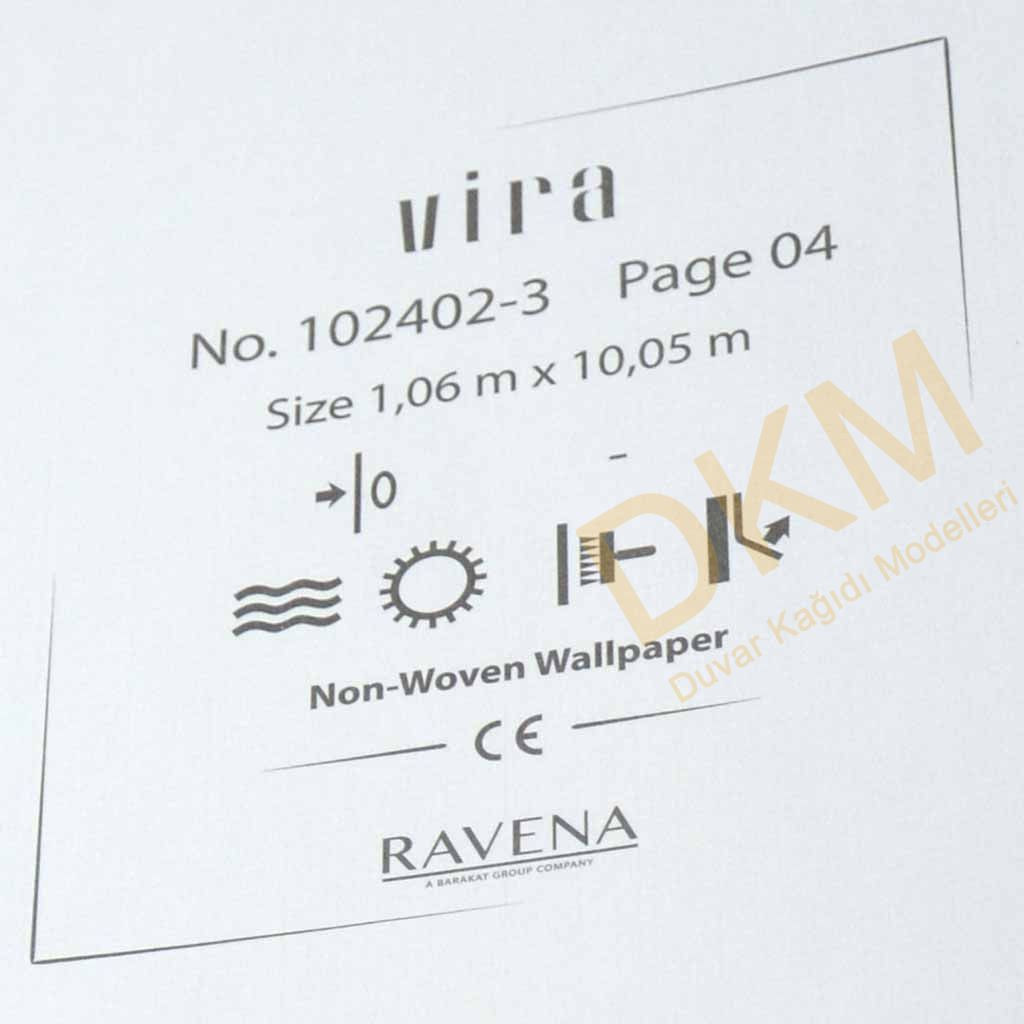 vira
No. 102402-3 Page 04
Size 1,06 m x 10,05 m
0 -
Non-Woven Wallpaper
CE
RAVENA
A BARAKAT GROUP COMPANY
DKM
Duvar Kağıdı Modelleri